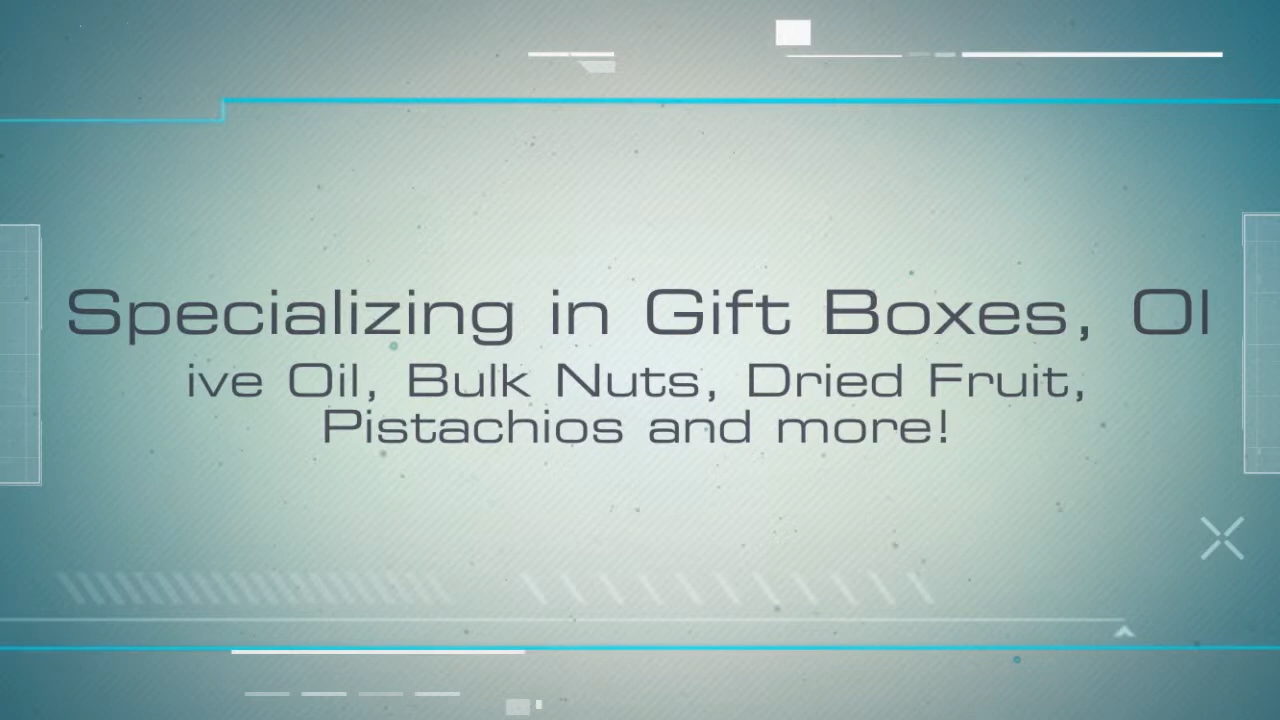 Specializing in Gift Boxes, Ol
ive Oil, Bulk Nuts, Dried Fruit,
Pistachios and more!